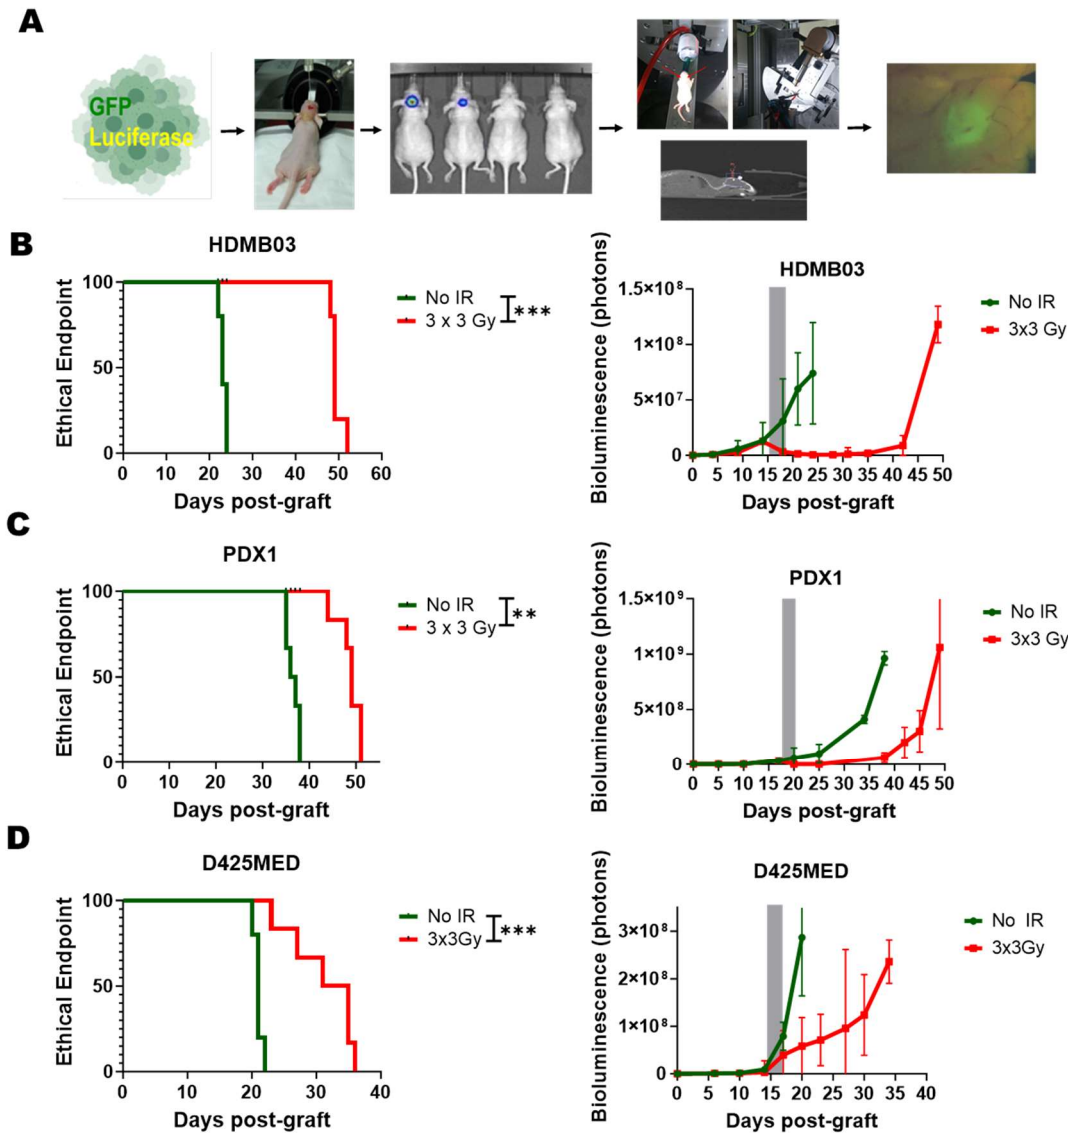 A
GFP
Luciferase
B
HDMB03
Ethical Endpoint
100
50
0
0 10 20 30 40 50 60
Days post-graft
No IR
3 x 3 Gy
***
HDMB03
Bioluminescence (photons)
1.5×10⁸
1×10⁸
5×10⁷
0
0 5 10 15 20 25 30 35 40 45 50
Days post-graft
No IR
3x3 Gy
C
PDX1
Ethical Endpoint
100
50
0
0 10 20 30 40 50
Days post-graft
No IR
3 x 3 Gy
**
PDX1
Bioluminescence (photons)
1.5×10⁹
1×10⁹
5×10⁸
0
0 5 10 15 20 25 30 35 40 45 50
Days post-graft
No IR
3x3 Gy
D
D425MED
Ethical Endpoint
100
50
0
0 10 20 30 40
Days post-graft
No IR
3x3Gy
***
D425MED
Bioluminescence (photons)
3×10⁸
2×10⁸
1×10⁸
0
0 5 10 15 20 25 30 35 40
Days post-graft
No IR
3x3Gy